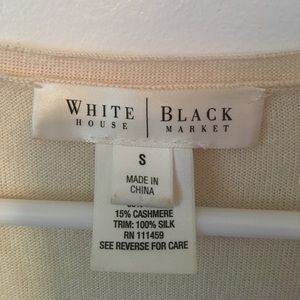 WHITE | BLACK
HOUSE MARKET
S
MADE IN
CHINA
15% CASHMERE
TRIM: 100% SILK
RN 111459
SEE REVERSE FOR CARE